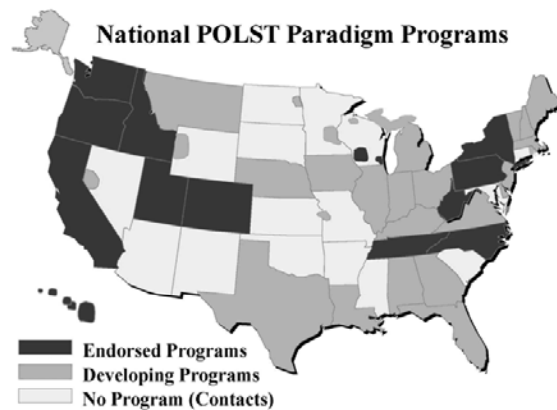 National POLST Paradigm Programs
Endorsed Programs
Developing Programs
No Program (Contacts)